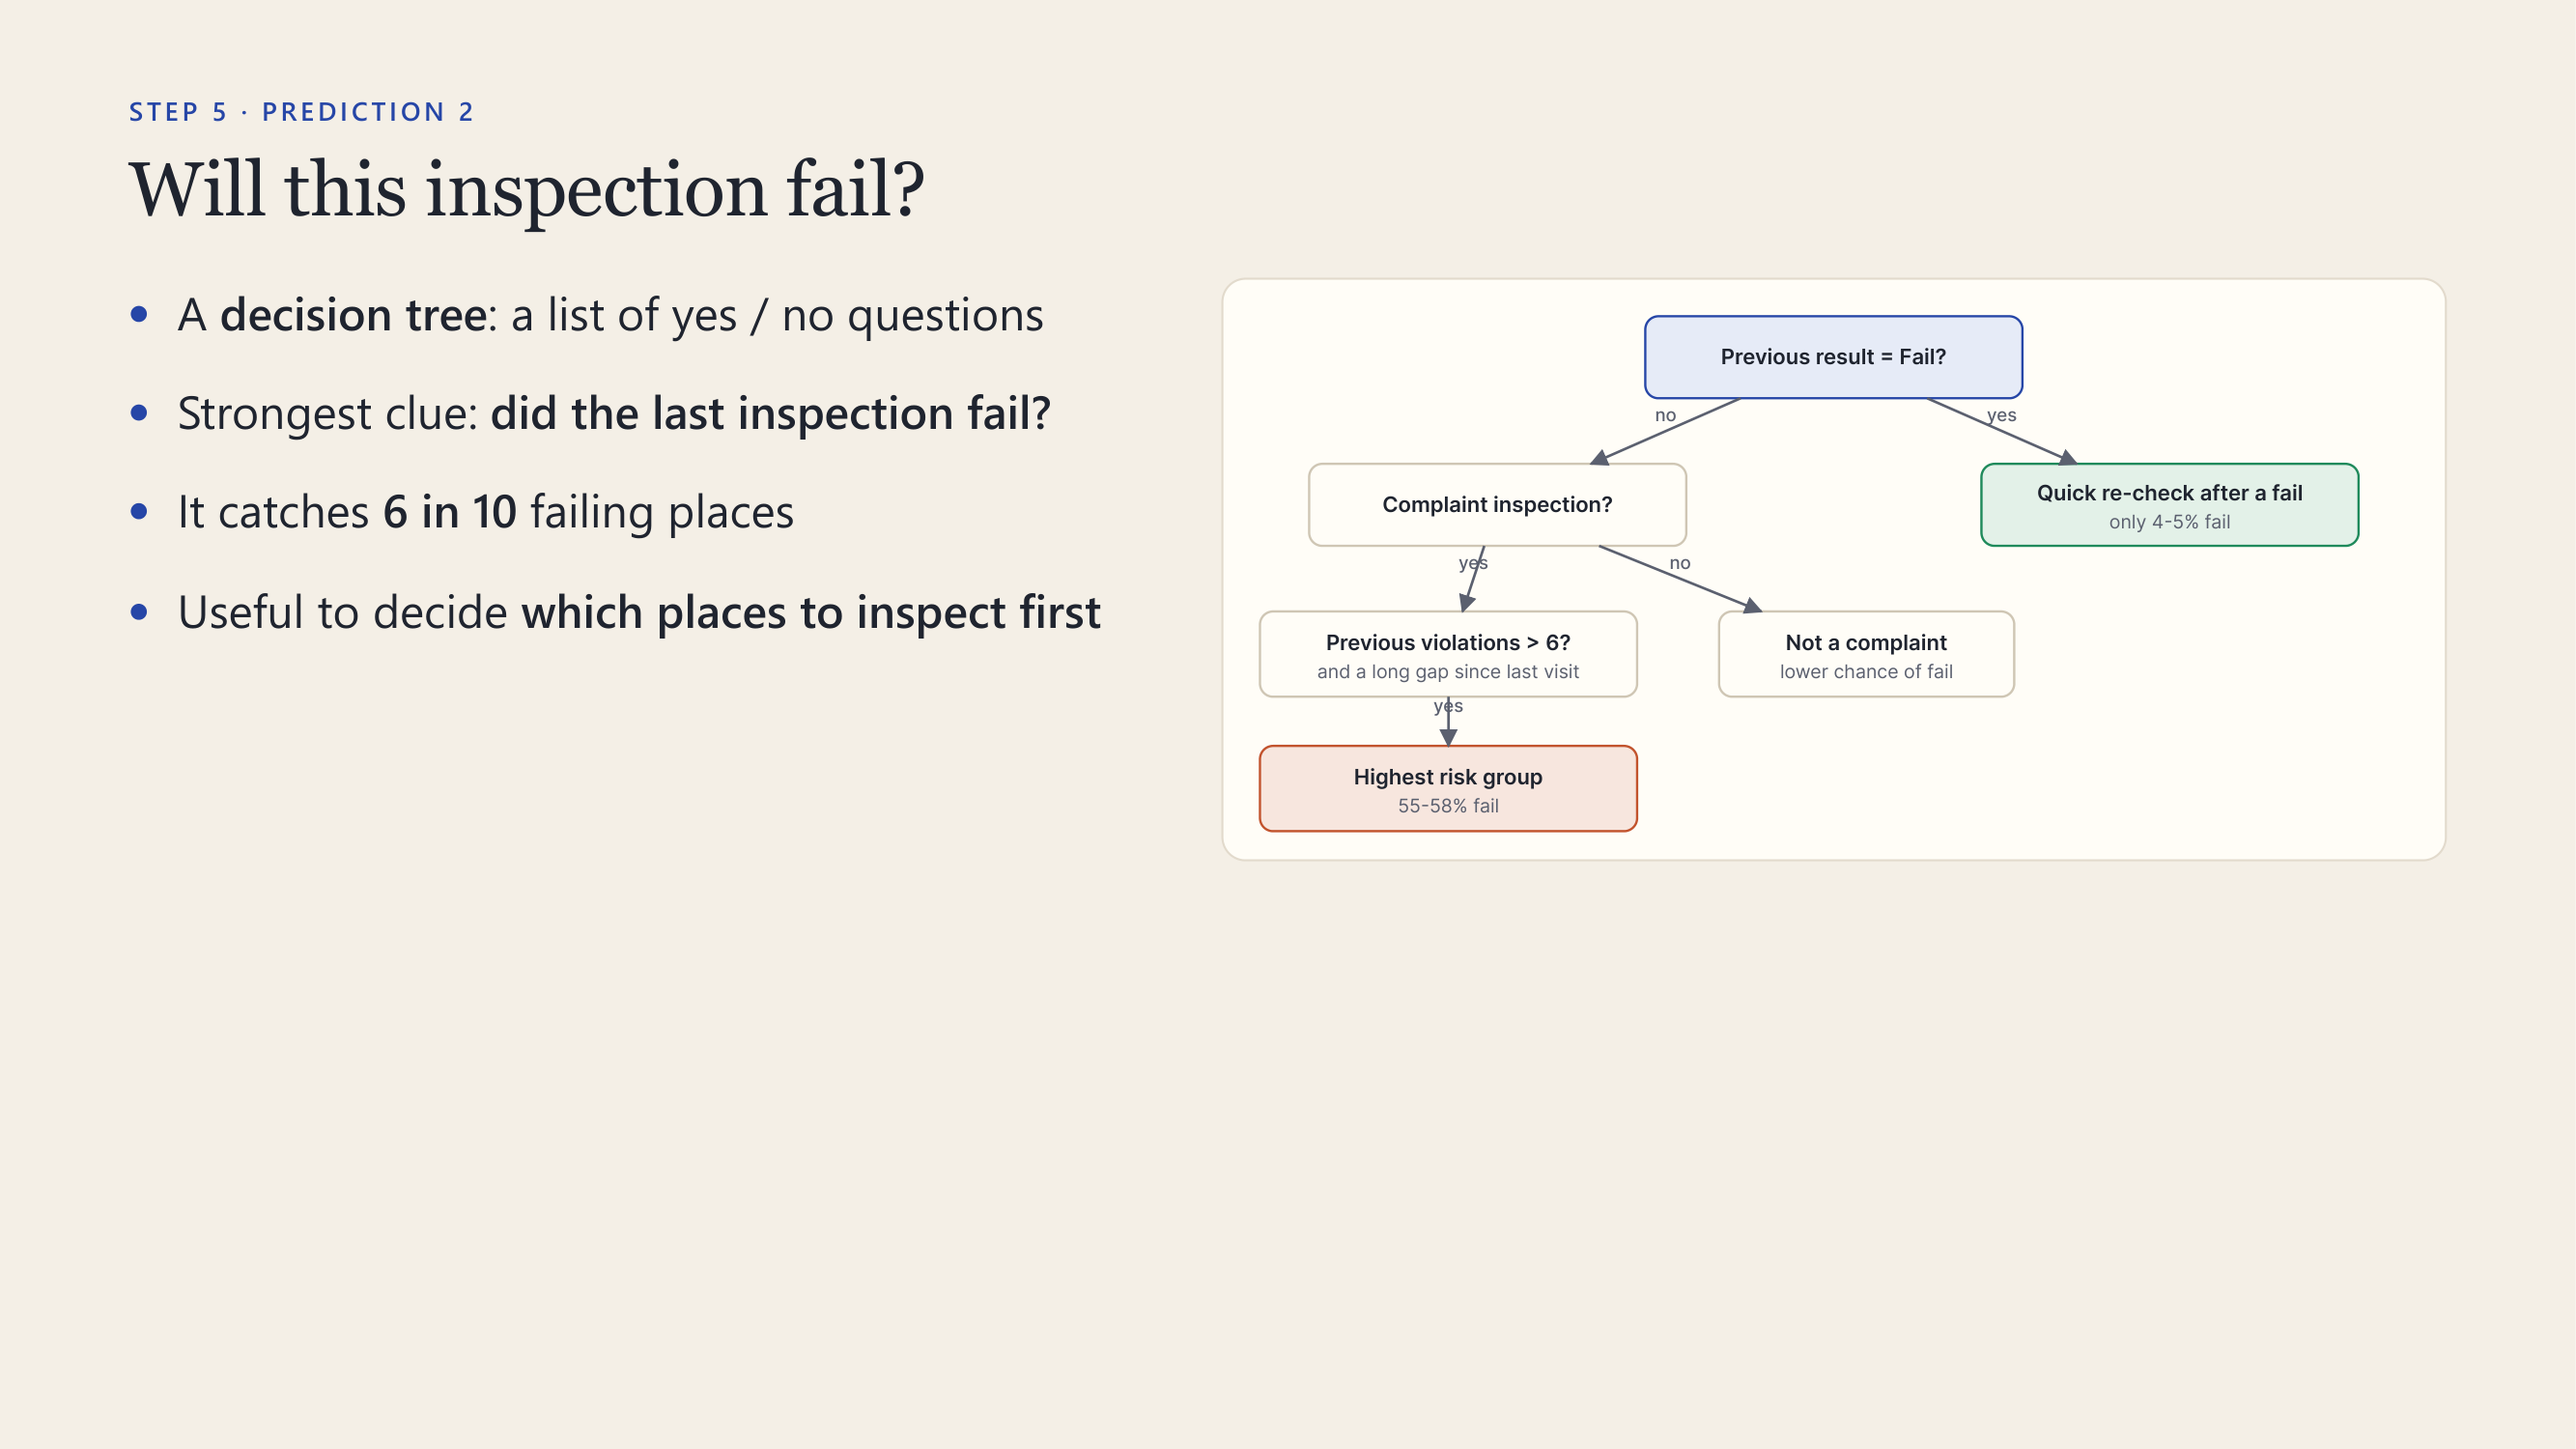 STEP 5 · PREDICTION 2
Will this inspection fail?
A decision tree: a list of yes / no questions
Strongest clue: did the last inspection fail?
It catches 6 in 10 failing places
Useful to decide which places to inspect first
Previous result = Fail?
no
yes
Complaint inspection?
Quick re-check after a fail
only 4-5% fail
yes
no
Previous violations > 6?
and a long gap since last visit
Not a complaint
lower chance of fail
yes
Highest risk group
55-58% fail